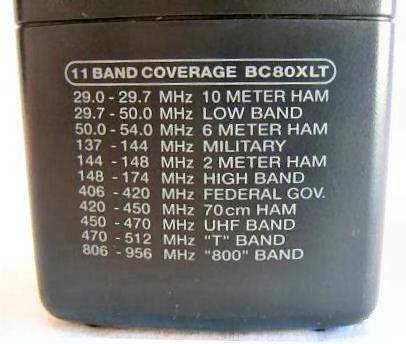 11 BAND COVERAGE BC80XLT
29.0 - 29.7 MHz 10 METER HAM
29.7 - 50.0 MHz LOW BAND
50.0 - 54.0 MHz 6 METER HAM
137 - 144 MHz MILITARY
144 - 148 MHz 2 METER HAM
148 - 174 MHz HIGH BAND
406 - 420 MHz FEDERAL GOV.
420 - 450 MHz 70cm HAM
450 - 470 MHz UHF BAND
470 - 512 MHz "T" BAND
806 - 956 MHz "800" BAND